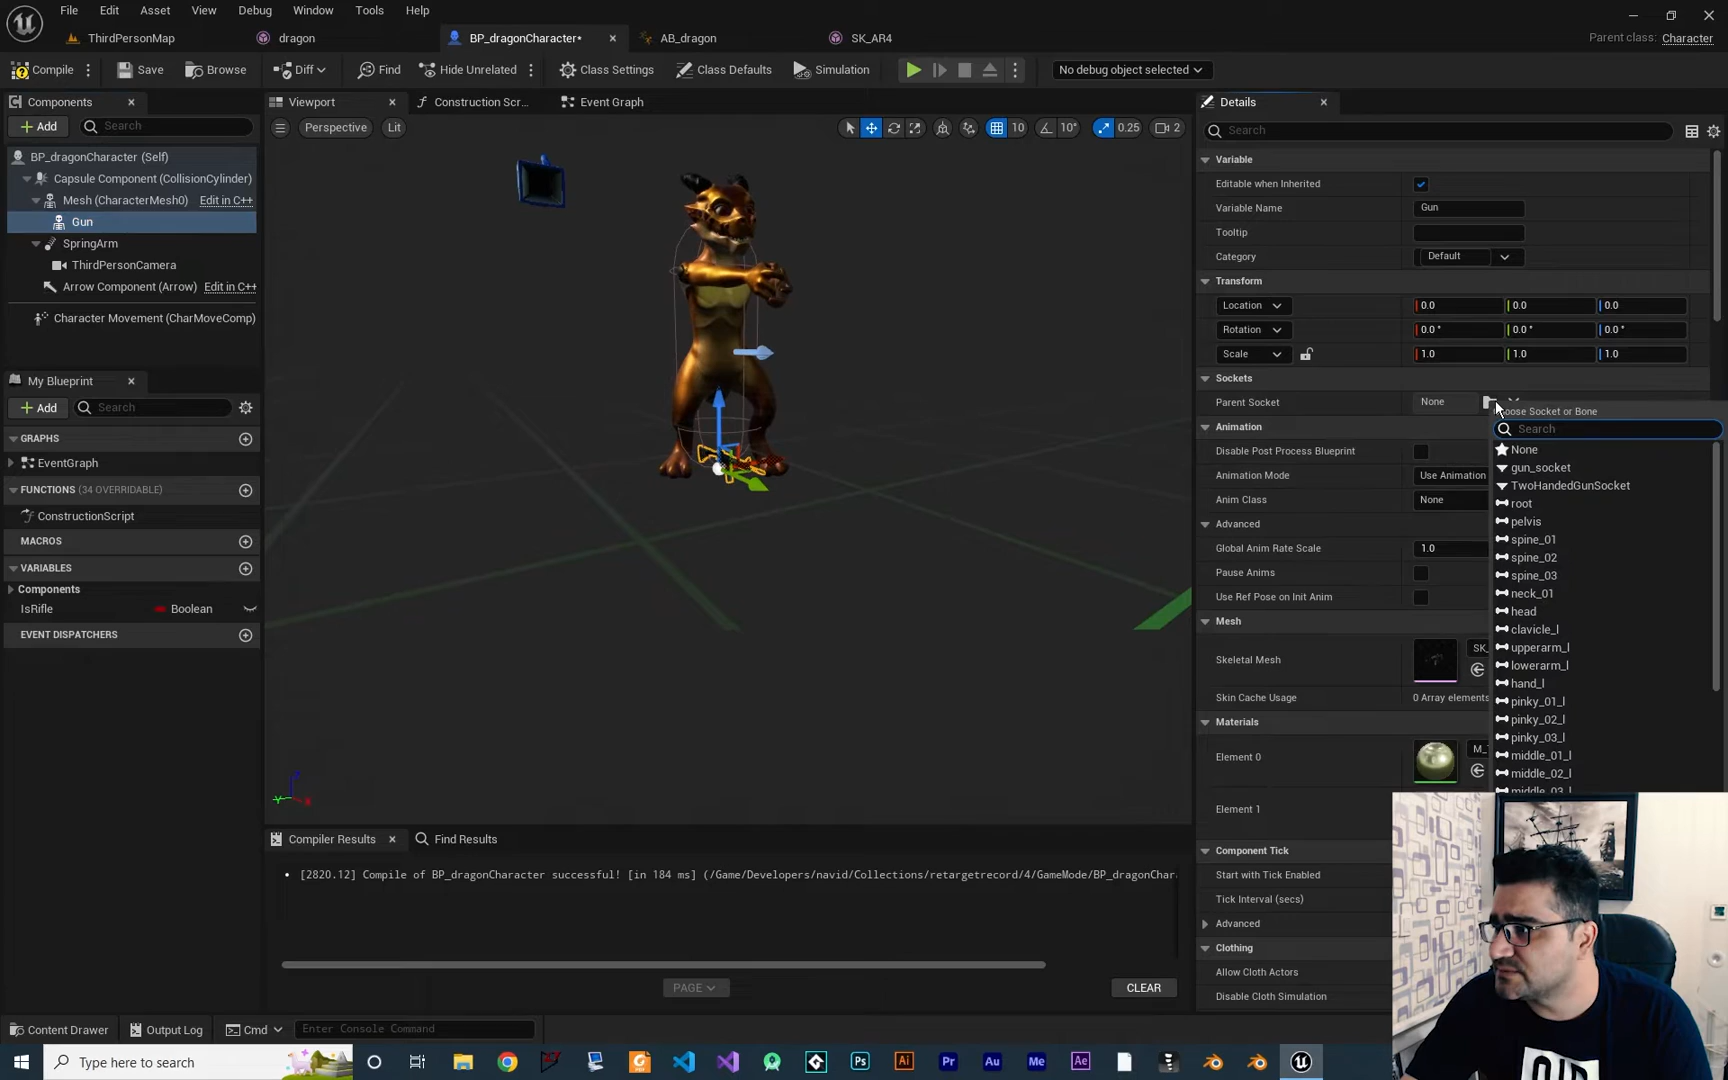 File Edit Asset View Debug Window Tools Help
ThirdPersonMap dragon BP_dragonCharacter* AB_dragon SK_AR4 Parent class: Character
Compile Save Browse Diff Find Hide Unrelated Class Settings Class Defaults Simulation No debug object selected
Components
Add Search
BP_dragonCharacter (Self)
Capsule Component (CollisionCylinder)
Mesh (CharacterMesh0) Edit in C++
Gun
SpringArm
ThirdPersonCamera
Arrow Component (Arrow) Edit in C++
Character Movement (CharMoveComp)
My Blueprint
Add Search
GRAPHS
EventGraph
FUNCTIONS (34 OVERRIDABLE)
ConstructionScript
MACROS
VARIABLES
Components
IsRifle Boolean
EVENT DISPATCHERS
Viewport Construction Scr... Event Graph
Perspective Lit 10 10° 0.25 2
Compiler Results Find Results
[2820.12] Compile of BP_dragonCharacter successful! [in 184 ms] (/Game/Developers/navid/Collections/retargetrecord/4/GameMode/BP_dragonChar
PAGE CLEAR
Details
Search
Variable
Editable when Inherited
Variable Name Gun
Tooltip
Category Default
Transform
Location 0.0 0.0 0.0
Rotation 0.0 ° 0.0 ° 0.0 °
Scale 1.0 1.0 1.0
Sockets
Parent Socket None
Animation
Disable Post Process Blueprint
Animation Mode Use Animation
Anim Class None
Advanced
Global Anim Rate Scale 1.0
Pause Anims
Use Ref Pose on Init Anim
Mesh
Skeletal Mesh SK_
Skin Cache Usage 0 Array elements
Materials
Element 0 M_
Element 1
Component Tick
Start with Tick Enabled
Tick Interval (secs)
Advanced
Clothing
Allow Cloth Actors
Disable Cloth Simulation
oose Socket or Bone
Search
None
gun_socket
TwoHandedGunSocket
root
pelvis
spine_01
spine_02
spine_03
neck_01
head
clavicle_l
upperarm_l
lowerarm_l
hand_l
pinky_01_l
pinky_02_l
pinky_03_l
middle_01_l
middle_02_l
middle_03_l
Content Drawer Output Log Cmd Enter Console Command
Type here to search
Ps Ai Pr Au Me Ae